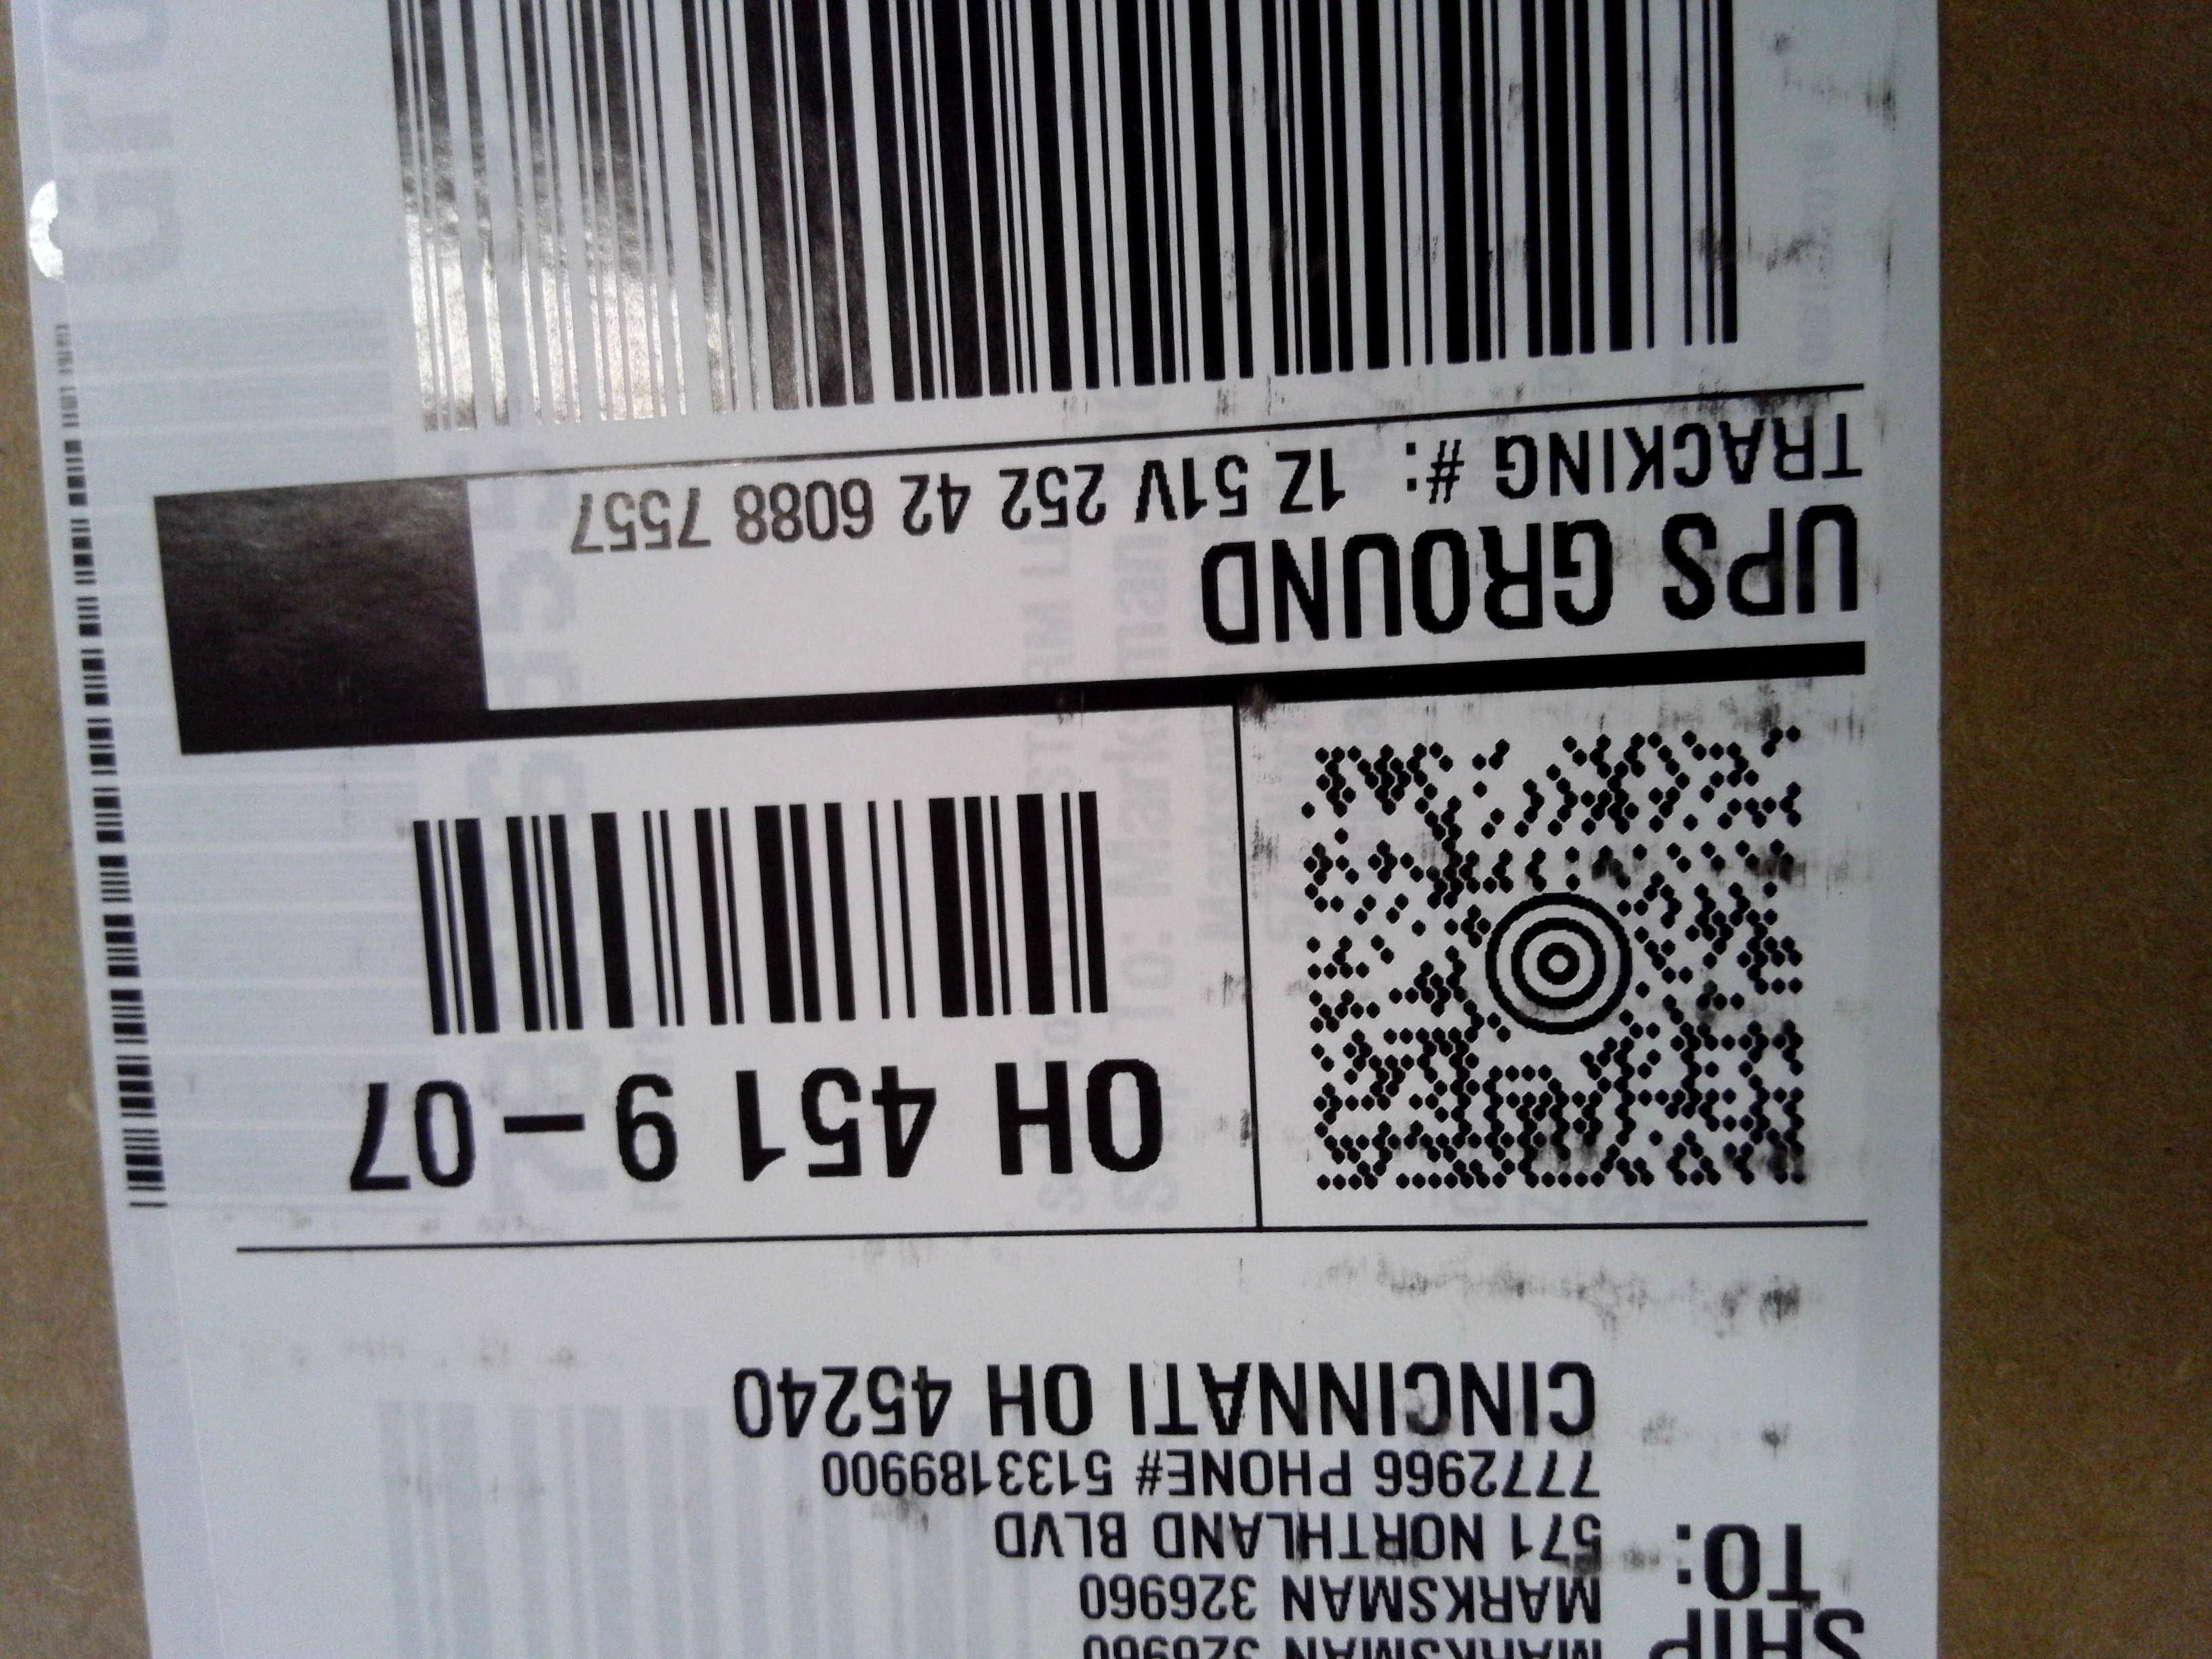 MARKSMAN 326960
SHIP
TO:
MARKSMAN 326960
571 NORTHLAND BLVD
7772966 PHONE# 5133189900
CINCINNATI OH 45240
OH 451 9-07
UPS GROUND
TRACKING #: 1Z 51V 252 42 6088 7557